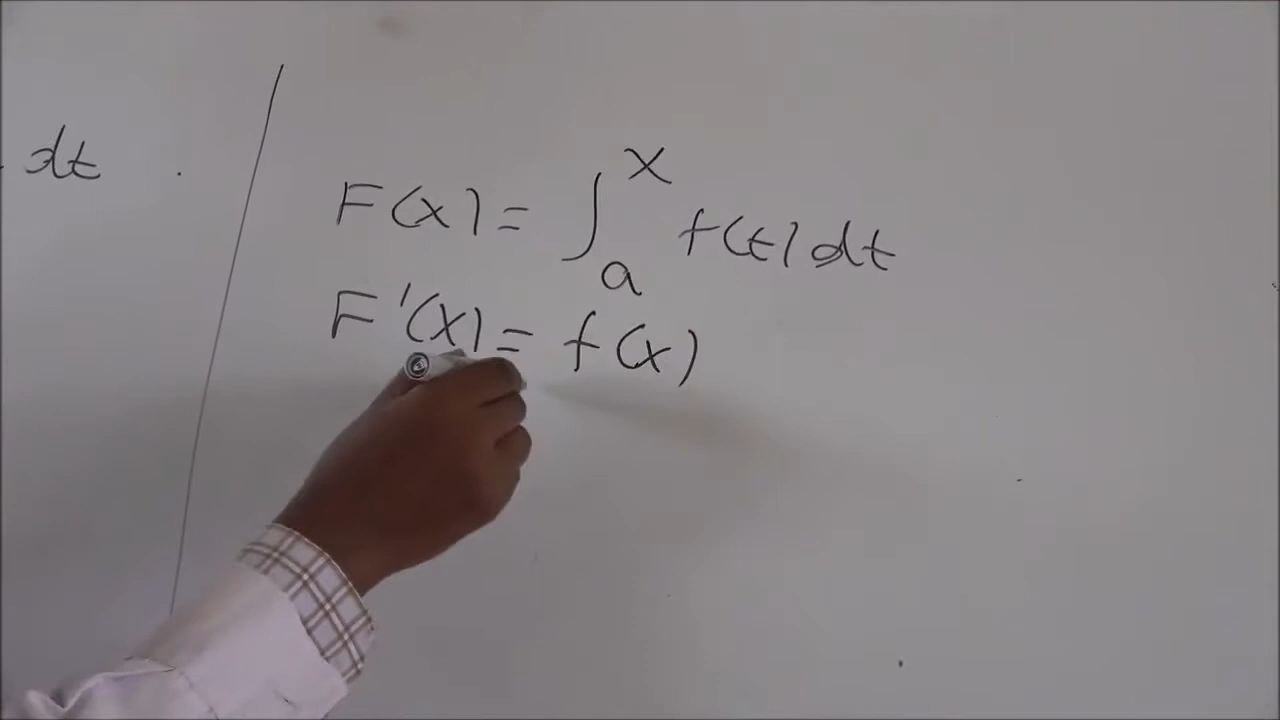 dt .
F(x) = ∫ₐˣ f(t) dt
F'(x) = f(x)